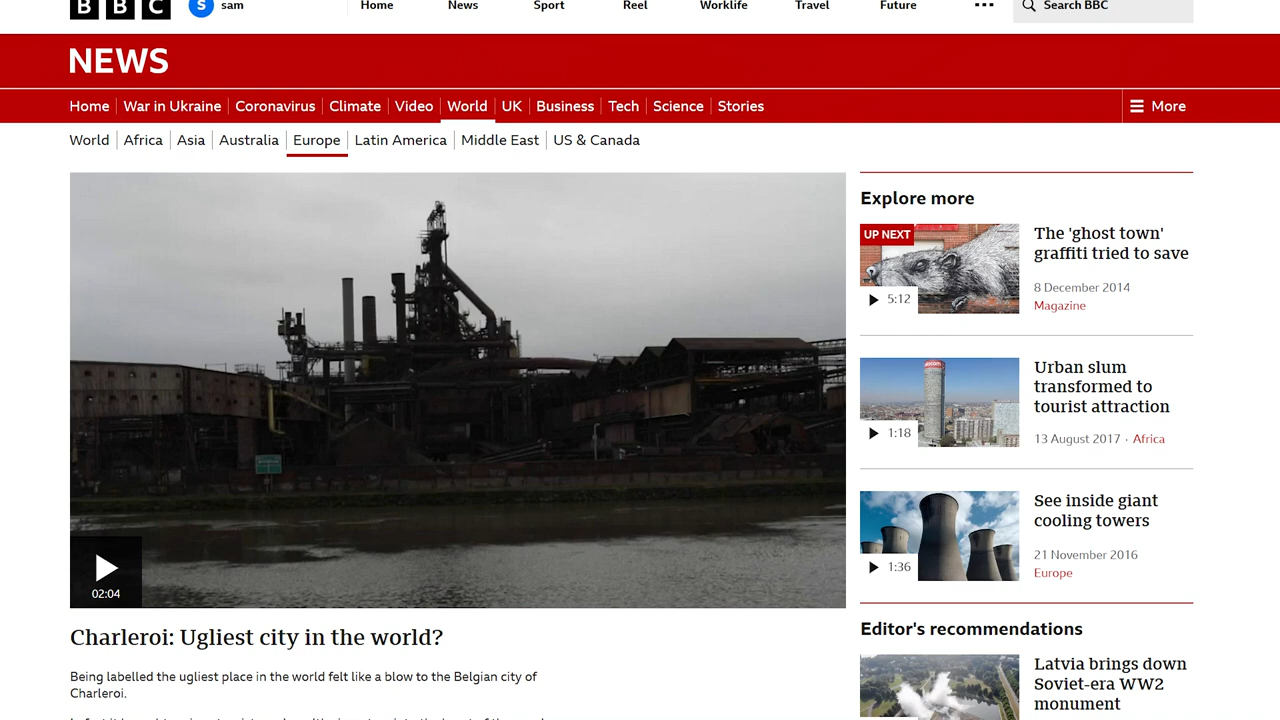 BBC S sam Home News Sport Reel Worklife Travel Future Search BBC
NEWS
Home War in Ukraine Coronavirus Climate Video World UK Business Tech Science Stories More
World Africa Asia Australia Europe Latin America Middle East US & Canada
02:04
Charleroi: Ugliest city in the world?
Being labelled the ugliest place in the world felt like a blow to the Belgian city of
Charleroi.
Explore more
UP NEXT
5:12
The 'ghost town'
graffiti tried to save
8 December 2014
Magazine
1:18
Urban slum
transformed to
tourist attraction
13 August 2017 · Africa
1:36
See inside giant
cooling towers
21 November 2016
Europe
Editor's recommendations
Latvia brings down
Soviet-era WW2
monument